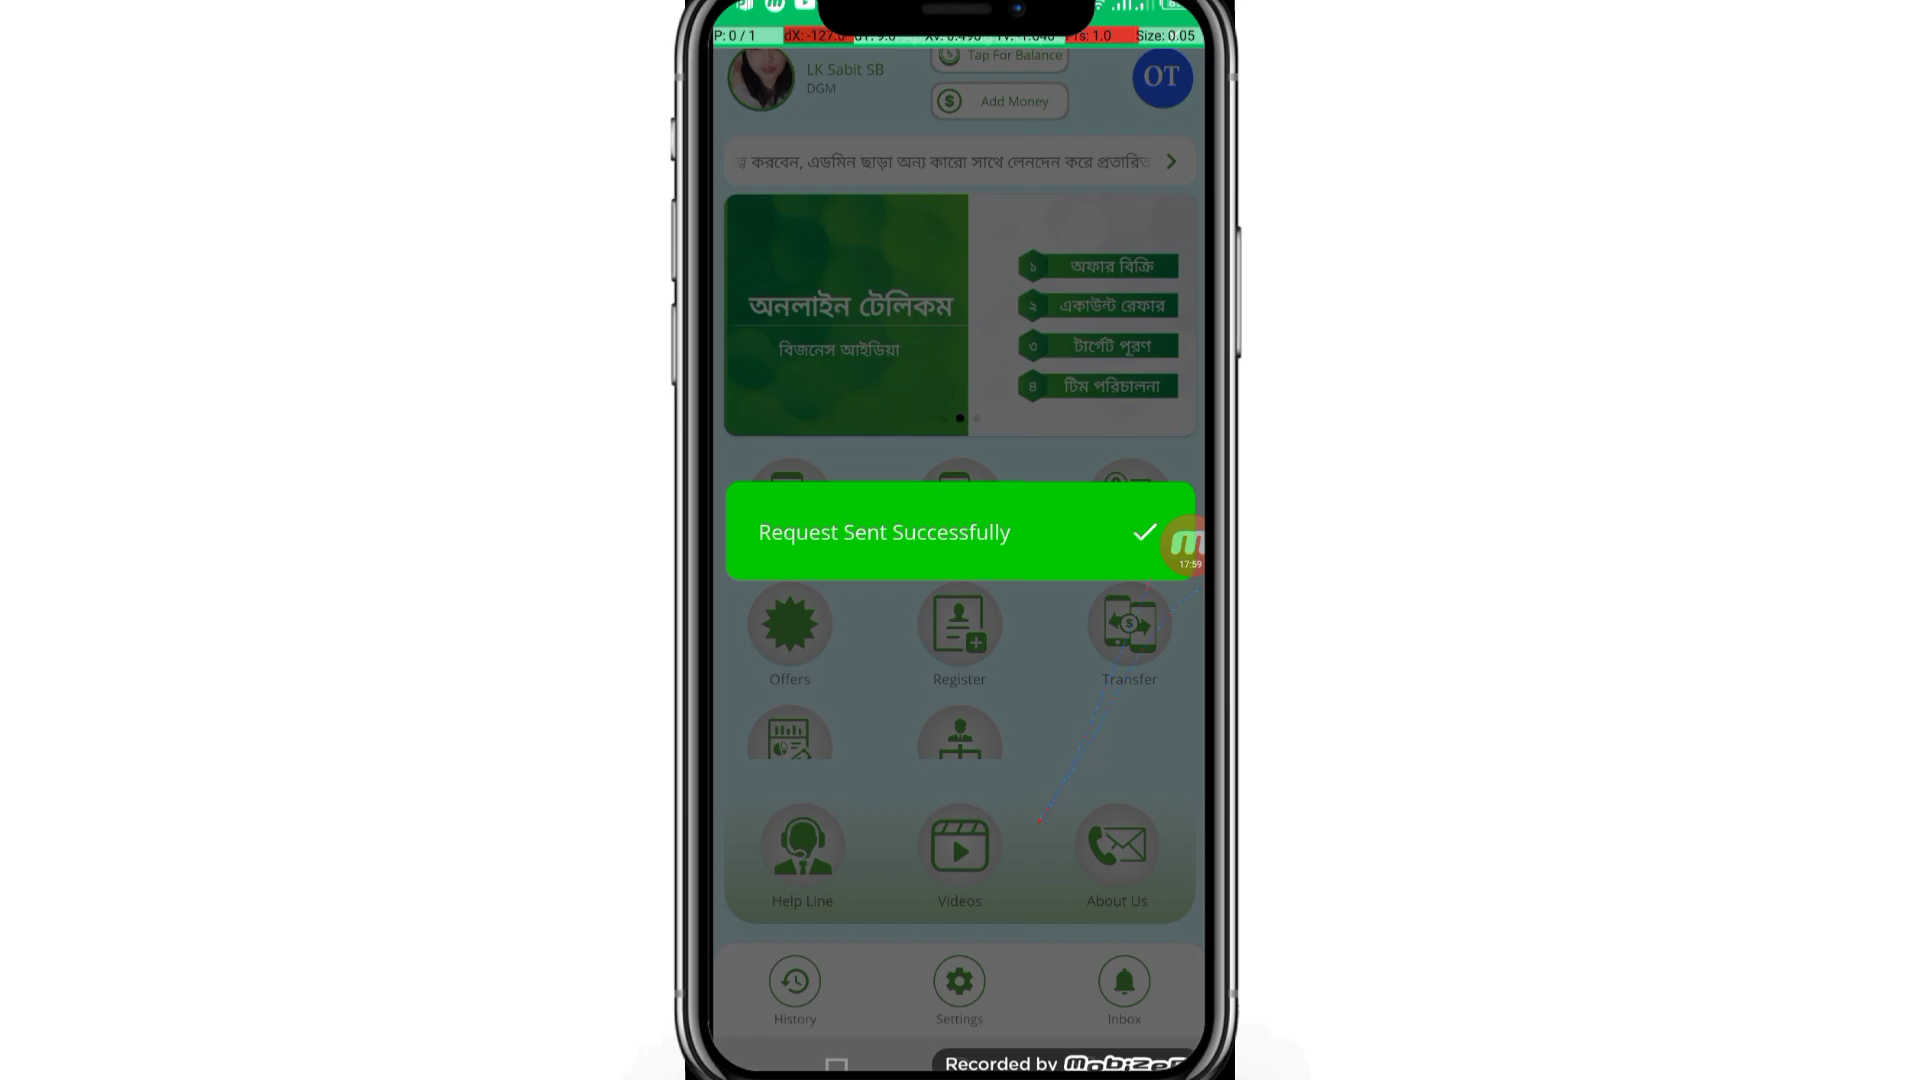 P: 0 / 1
Size: 0.05
Tap For Balance
LK Sabit SB
DGM
OT
Add Money
করবেন, এডমিন ছাড়া অন্য কারো সাথে লেনদেন করে
অনলাইন টেলিকম
বিজনেস আইডিয়া
১ অফার বিক্রি
২ একাউন্ট রেফার
৩ টার্গেট পূরণ
৪ টিম পরিচালনা
Request Sent Successfully
17:59
Offers
Register
Transfer
Help Line
Videos
About Us
History
Settings
Inbox
Recorded by